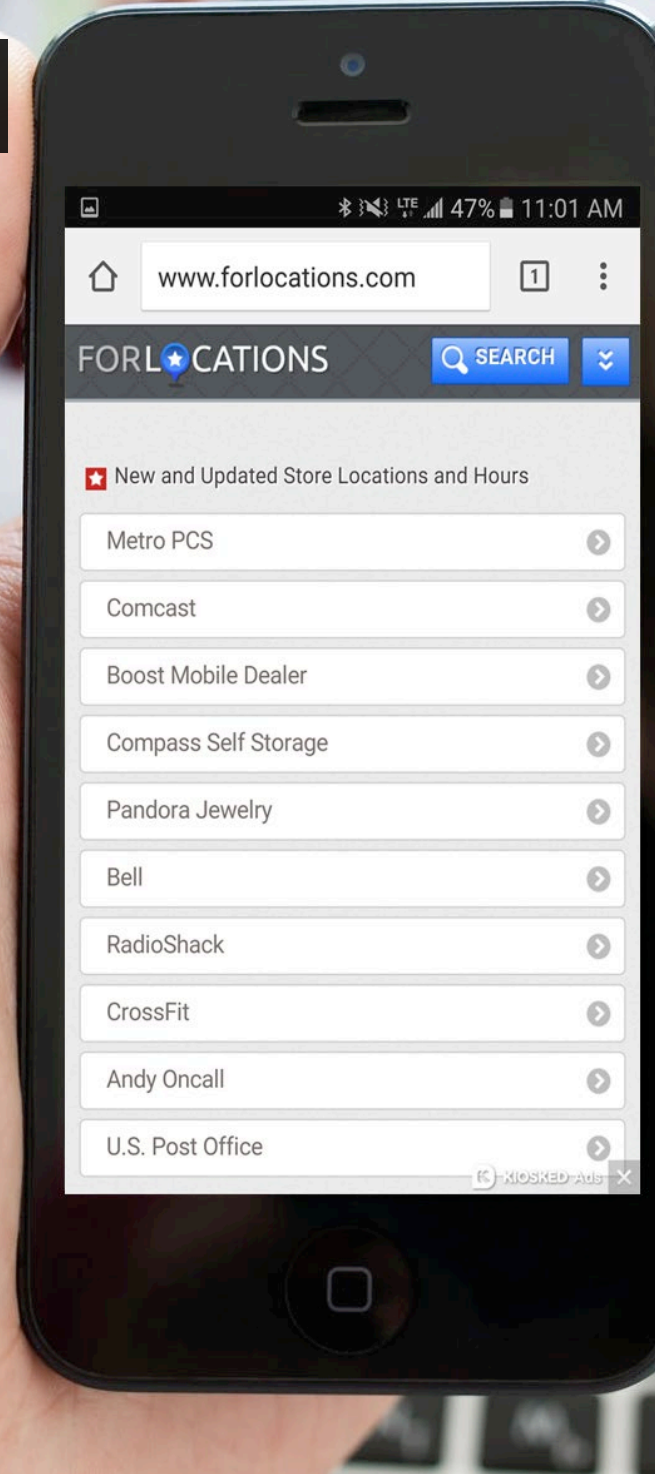 LTE 47% 11:01 AM
www.forlocations.com 1
FORLOCATIONS SEARCH
New and Updated Store Locations and Hours
Metro PCS
Comcast
Boost Mobile Dealer
Compass Self Storage
Pandora Jewelry
Bell
RadioShack
CrossFit
Andy Oncall
U.S. Post Office
KIOSKED Ads